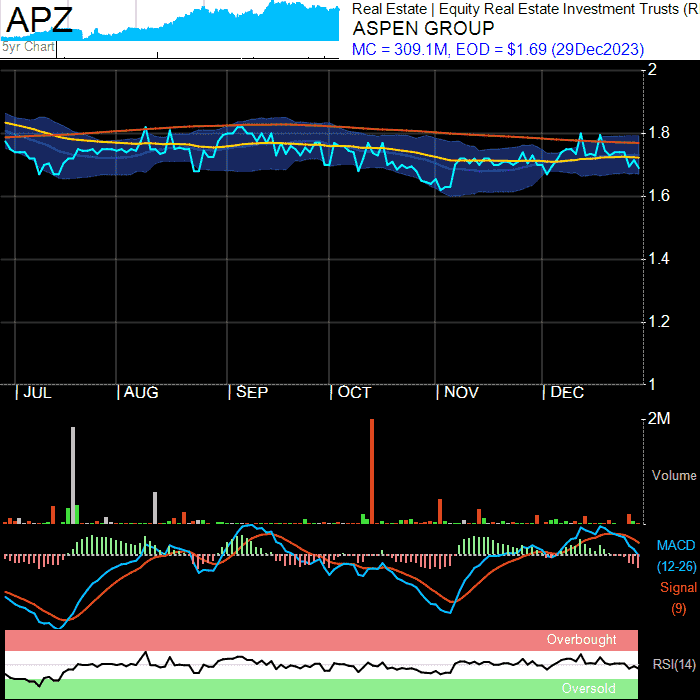 APZ
5yr Chart
Real Estate | Equity Real Estate Investment Trusts (R
ASPEN GROUP
MC = 309.1M, EOD = $1.69 (29Dec2023)
2
1.8
1.6
1.4
1.2
1
JUL AUG SEP OCT NOV DEC
2M
Volume
MACD
(12-26)
Signal
(9)
Overbought
RSI(14)
Oversold